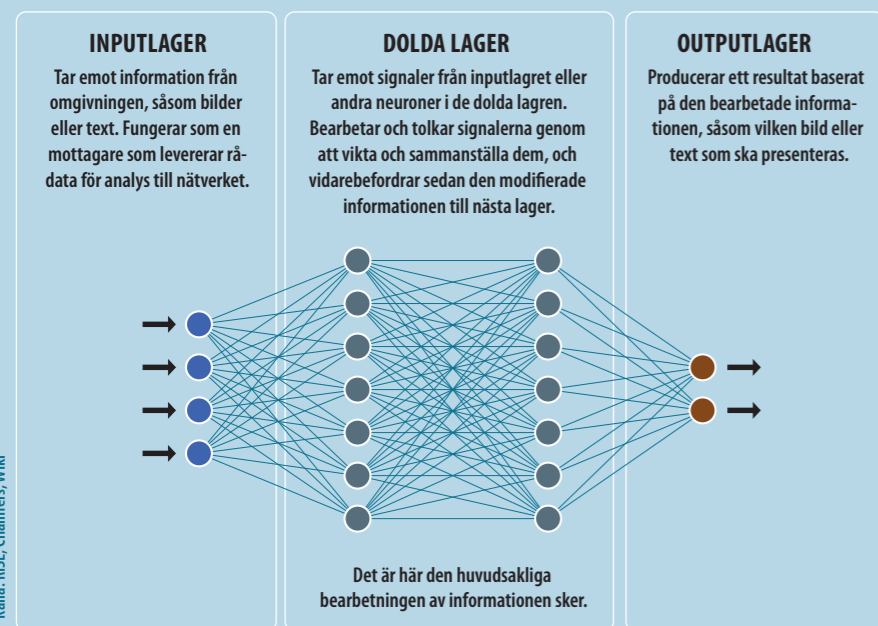 INPUTLAGER
Tar emot information från
omgivningen, såsom bilder
eller text. Fungerar som en
mottagare som levererar rå-
data för analys till nätverket.
DOLDA LAGER
Tar emot signaler från inputlagret eller
andra neuroner i de dolda lagren.
Bearbetar och tolkar signalerna genom
att vikta och sammanställa dem, och
vidarebefordrar sedan den modifierade
informationen till nästa lager.
OUTPUTLAGER
Producerar ett resultat baserat
på den bearbetade informa-
tionen, såsom vilken bild eller
text som ska presenteras.
Det är här den huvudsakliga
bearbetningen av informationen sker.
RISE, Chalmers, Wiki